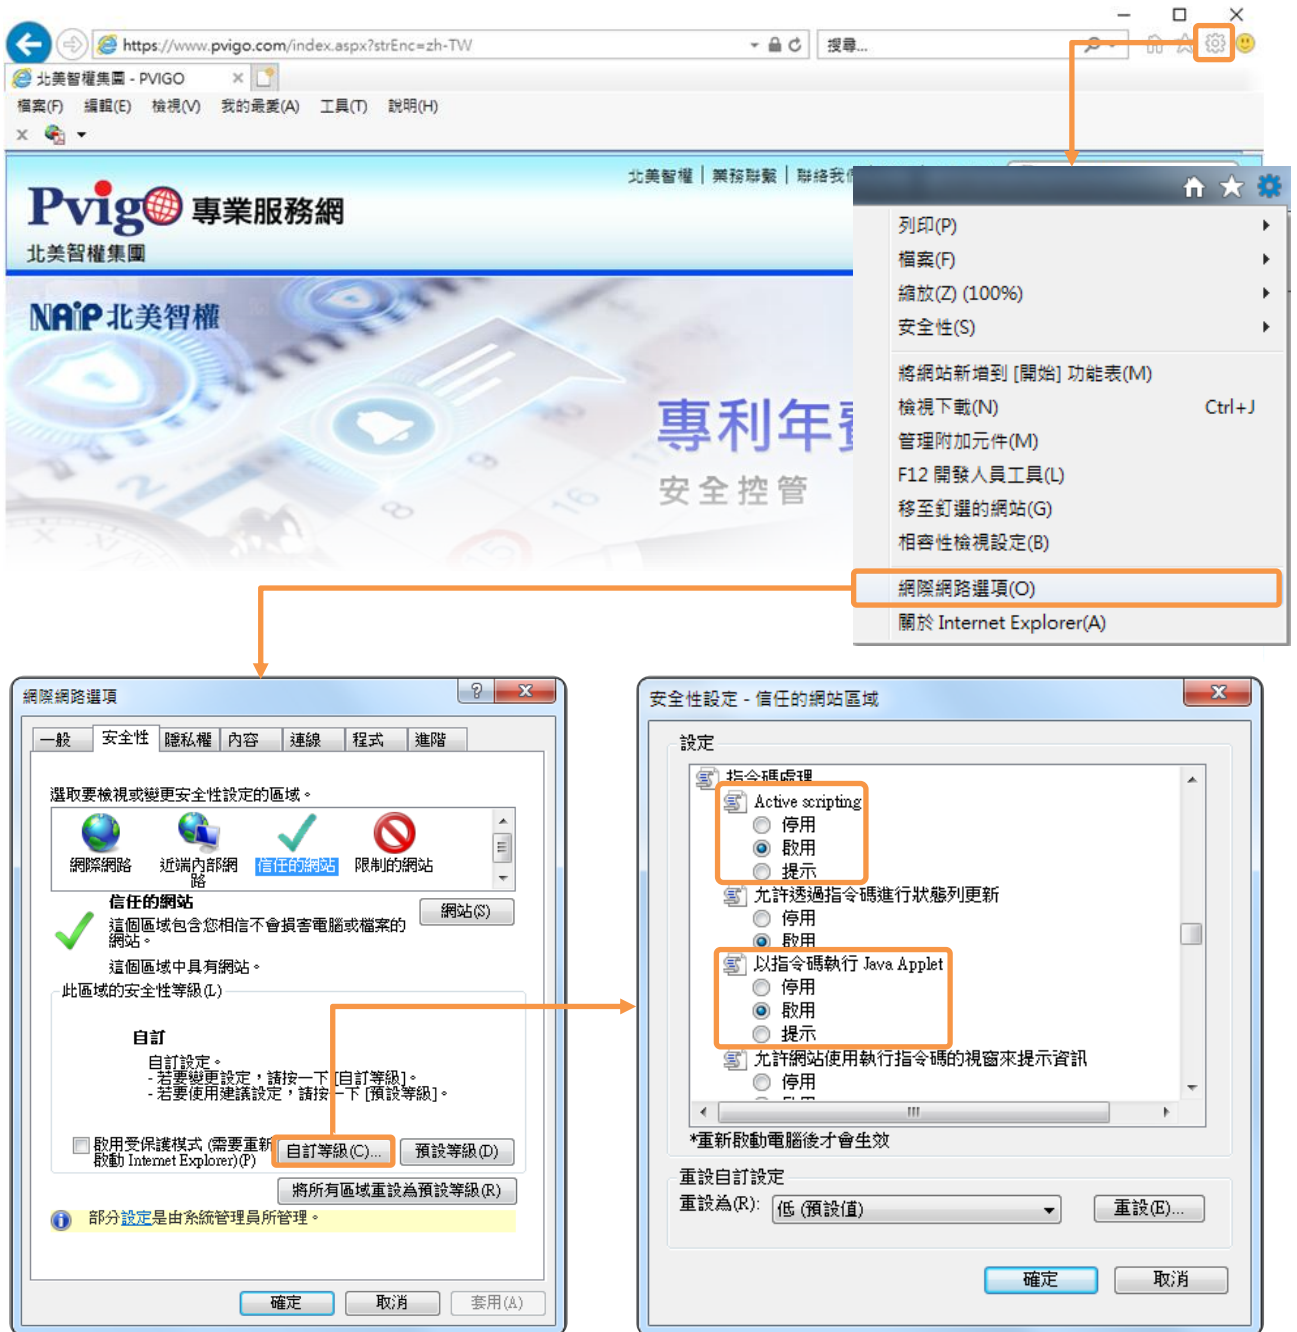 https://www.pvigo.com/index.aspx?strEnc=zh-TW
搜尋...
北美智權集團 - PVIGO
檔案(F) 編輯(E) 檢視(V) 我的最愛(A) 工具(T) 說明(H)
北美智權 | 業務聯繫 | 聯絡我
Pvigo 專業服務網
北美智權集團
NAiP 北美智權
專利年
安全控管
列印(P)
檔案(F)
縮放(Z) (100%)
安全性(S)
將網站新增到 [開始] 功能表(M)
檢視下載(N) Ctrl+J
管理附加元件(M)
F12 開發人員工具(L)
移至釘選的網站(G)
相容性檢視設定(B)
網際網路選項(O)
關於 Internet Explorer(A)
網際網路選項
一般 安全性 隱私權 內容 連線 程式 進階
選取要檢視或變更安全性設定的區域。
網際網路 近端內部網路 信任的網站 限制的網站
信任的網站
網站(S)
這個區域包含您相信不會損害電腦或檔案的
網站。
這個區域中具有網站。
此區域的安全性等級(L)
自訂
自訂設定。
- 若要變更設定，請按一下 [自訂等級]。
- 若要使用建議設定，請按一下 [預設等級]。
啟用受保護模式 (需要重新
啟動 Internet Explorer)(P)
自訂等級(C)... 預設等級(D)
將所有區域重設為預設等級(R)
部分設定是由系統管理員所管理。
確定 取消 套用(A)
安全性設定 - 信任的網站區域
設定
指令碼處理
Active scripting
停用
啟用
提示
允許透過指令碼進行狀態列更新
停用
啟用
以指令碼執行 Java Applet
停用
啟用
提示
允許網站使用執行指令碼的視窗來提示資訊
停用
*重新啟動電腦後才會生效
重設自訂設定
重設為(R): 低 (預設值) 重設(E)...
確定 取消